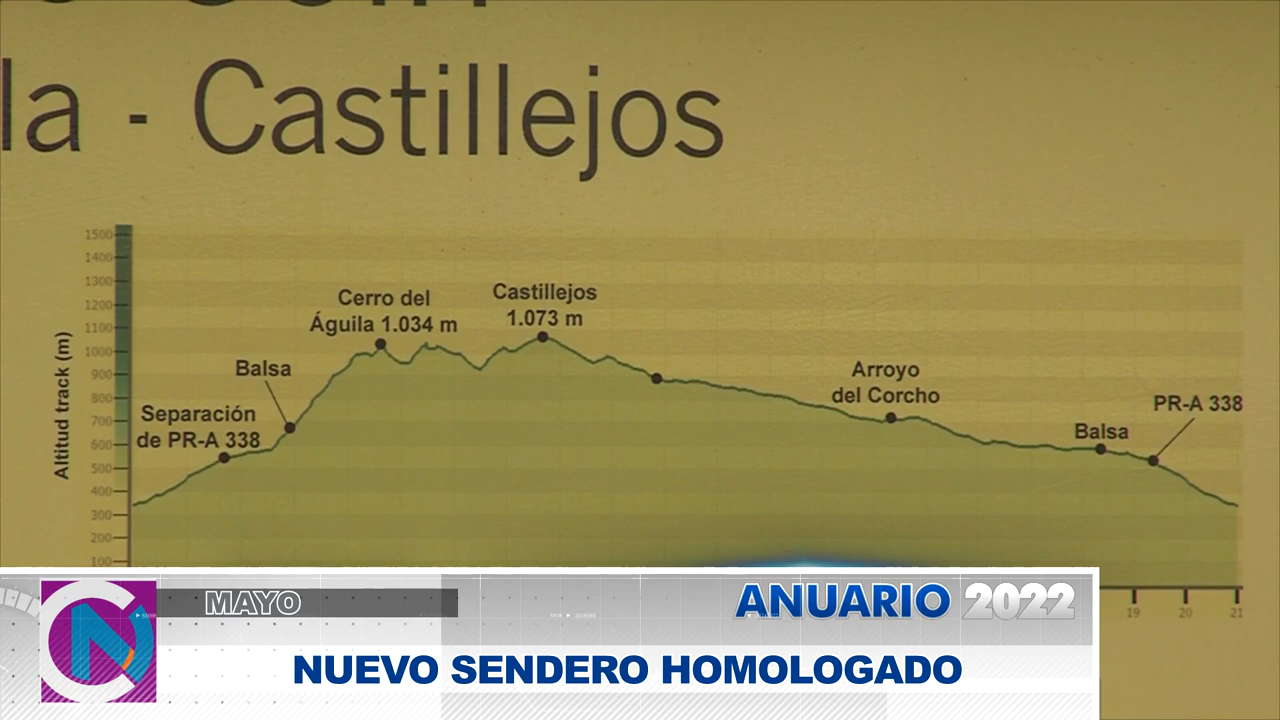 la - Castillejos
1500
1400
1300
1200
1100
1000
900
800
700
600
500
400
300
200
100
Altitud track (m)
Separación
de PR-A 338
Balsa
Cerro del
Águila 1.034 m
Castillejos
1.073 m
Arroyo
del Corcho
Balsa
PR-A 338
19
20
21
MAYO
ANUARIO 2022
NUEVO SENDERO HOMOLOGADO